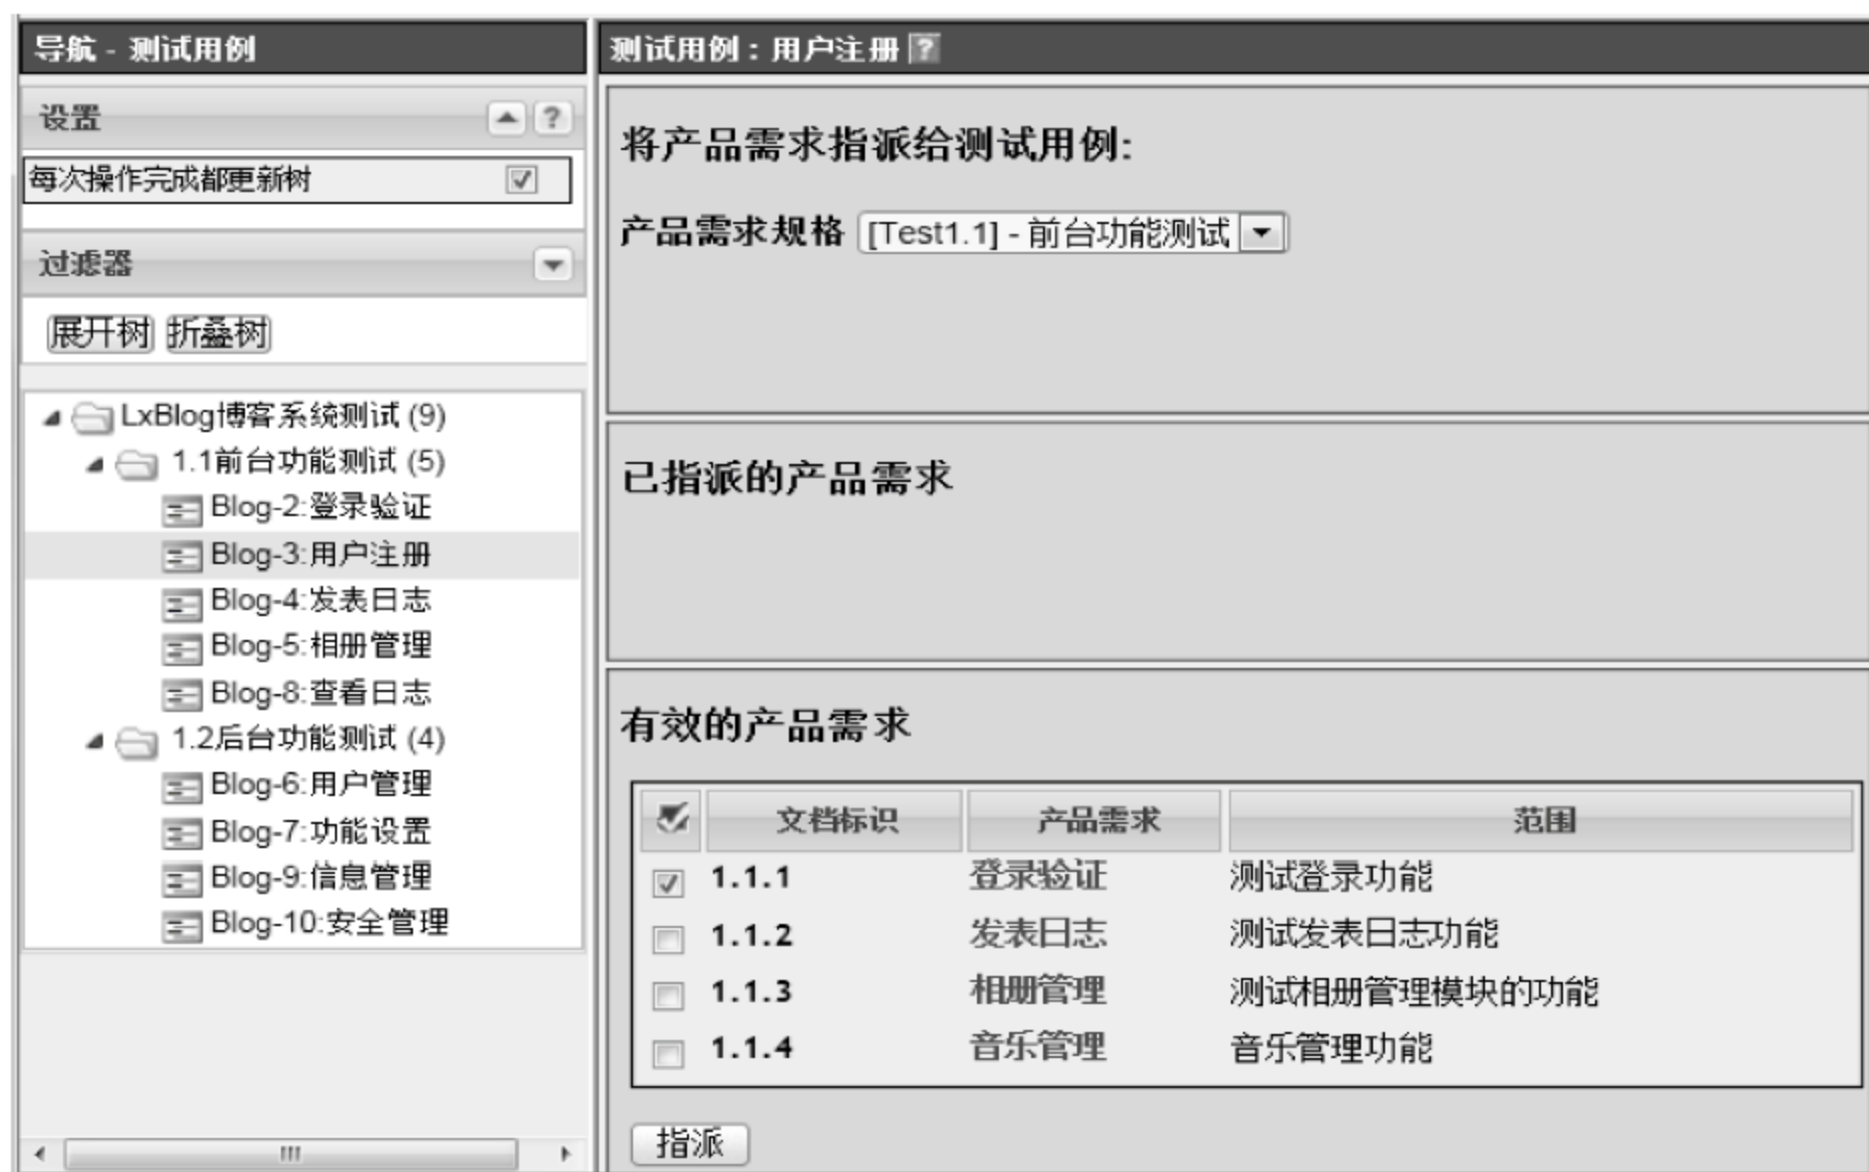 导航 - 测试用例
设置
?
每次操作完成都更新树
过滤器
展开树 折叠树
LxBlog博客系统测试 (9)
1.1前台功能测试 (5)
Blog-2:登录验证
Blog-3:用户注册
Blog-4:发表日志
Blog-5:相册管理
Blog-8:查看日志
1.2后台功能测试 (4)
Blog-6:用户管理
Blog-7:功能设置
Blog-9:信息管理
Blog-10:安全管理
测试用例：用户注册 ?
将产品需求指派给测试用例:
产品需求规格 [Test1.1] - 前台功能测试
已指派的产品需求
有效的产品需求
文档标识 产品需求 范围
1.1.1 登录验证 测试登录功能
1.1.2 发表日志 测试发表日志功能
1.1.3 相册管理 测试相册管理模块的功能
1.1.4 音乐管理 音乐管理功能
指派